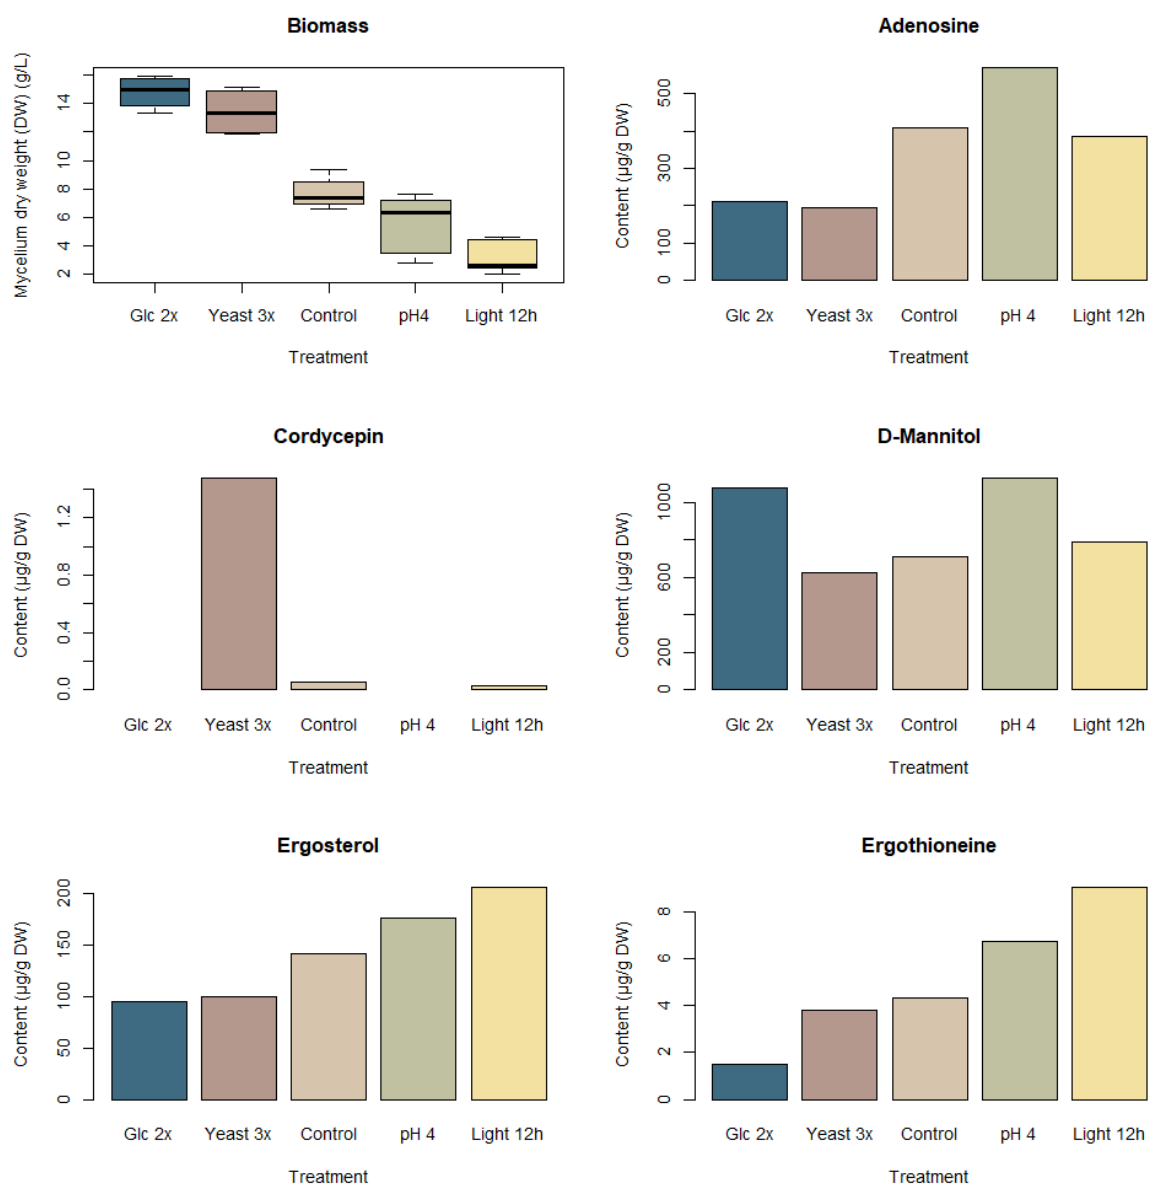 Biomass
Mycelium dry weight (DW) (g/L)
14
10
8
6
4
2
Glc 2x Yeast 3x Control pH4 Light 12h
Treatment
Adenosine
Content (µg/g DW)
500
300
100
0
Glc 2x Yeast 3x Control pH 4 Light 12h
Treatment
Cordycepin
Content (µg/g DW)
1.2
0.8
0.4
0.0
Glc 2x Yeast 3x Control pH 4 Light 12h
Treatment
D-Mannitol
Content (µg/g DW)
1000
600
200
0
Glc 2x Yeast 3x Control pH 4 Light 12h
Treatment
Ergosterol
Content (µg/g DW)
200
150
100
50
0
Glc 2x Yeast 3x Control pH 4 Light 12h
Treatment
Ergothioneine
Content (µg/g DW)
8
6
4
2
0
Glc 2x Yeast 3x Control pH 4 Light 12h
Treatment